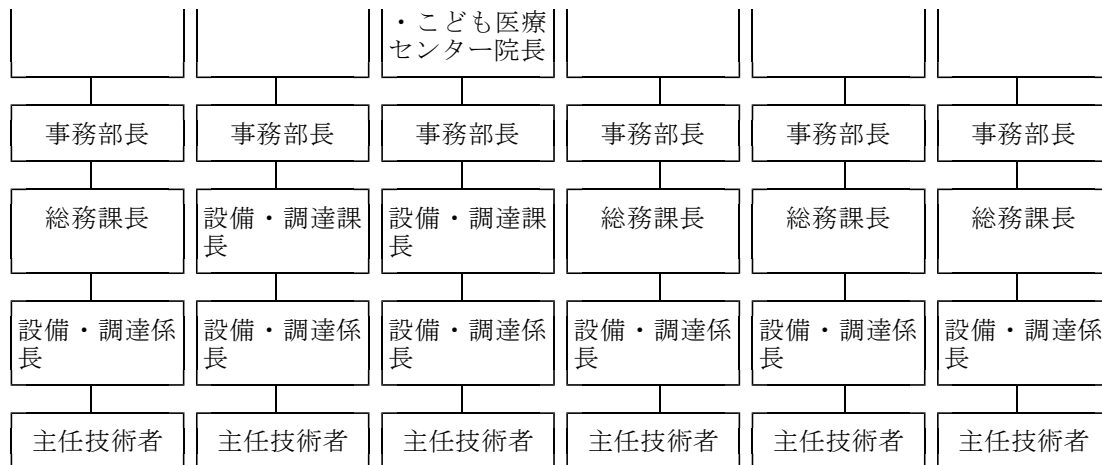 ・こども医療
センター院長
事務部長 事務部長 事務部長 事務部長 事務部長 事務部長
総務課長 設備・調達課長 設備・調達課長 総務課長 総務課長 総務課長
設備・調達係長 設備・調達係長 設備・調達係長 設備・調達係長 設備・調達係長 設備・調達係長
主任技術者 主任技術者 主任技術者 主任技術者 主任技術者 主任技術者